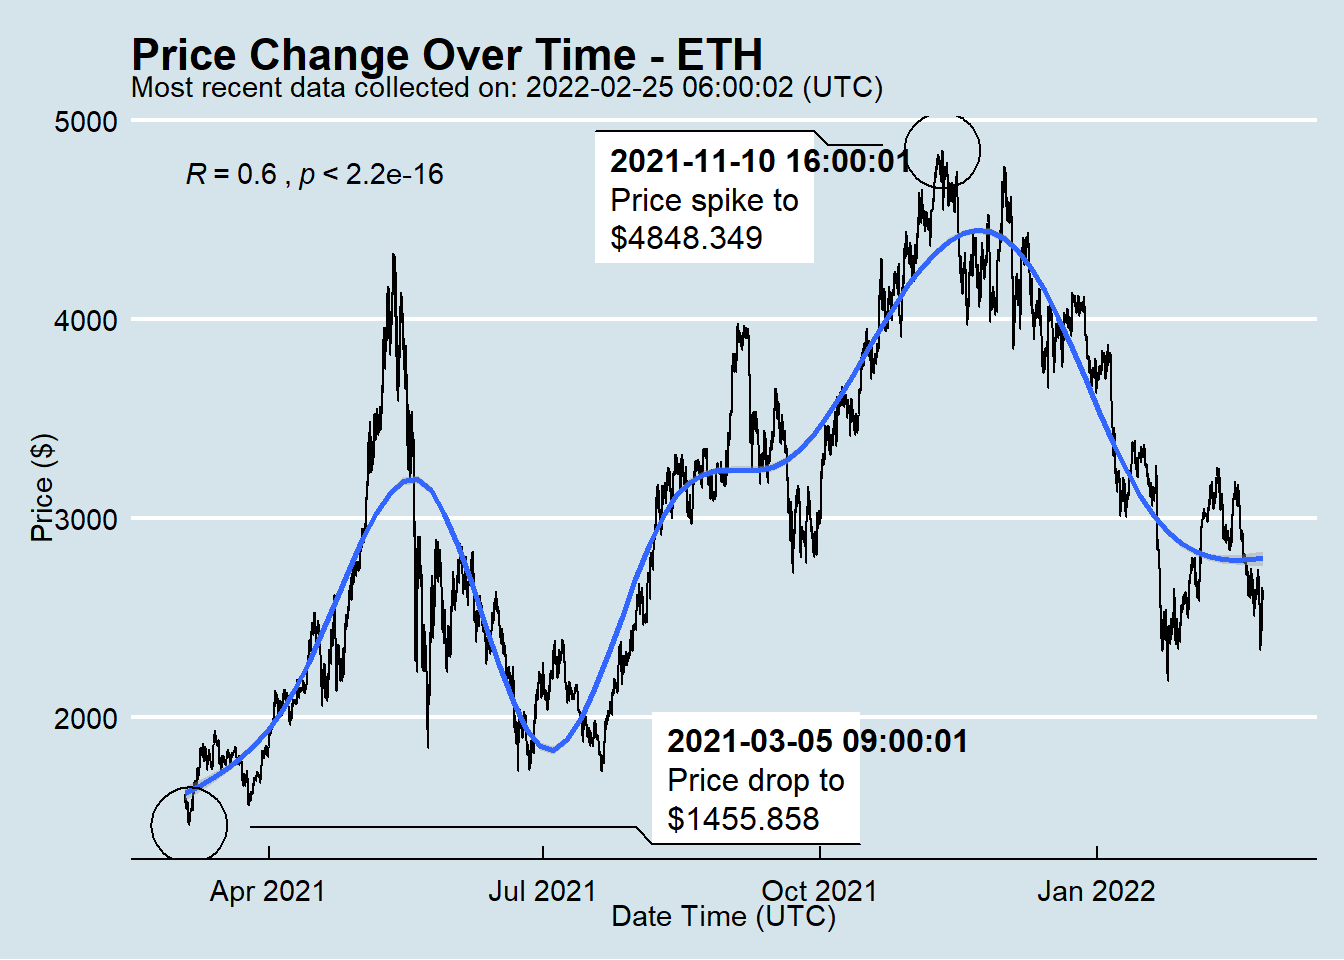 Price Change Over Time - ETH
Most recent data collected on: 2022-02-25 06:00:02 (UTC)
5000
R = 0.6 , p < 2.2e-16
2021-11-10 16:00:01
Price spike to
$4848.349
4000
Price ($)
3000
2000
2021-03-05 09:00:01
Price drop to
$1455.858
Apr 2021 Jul 2021 Oct 2021 Jan 2022
Date Time (UTC)